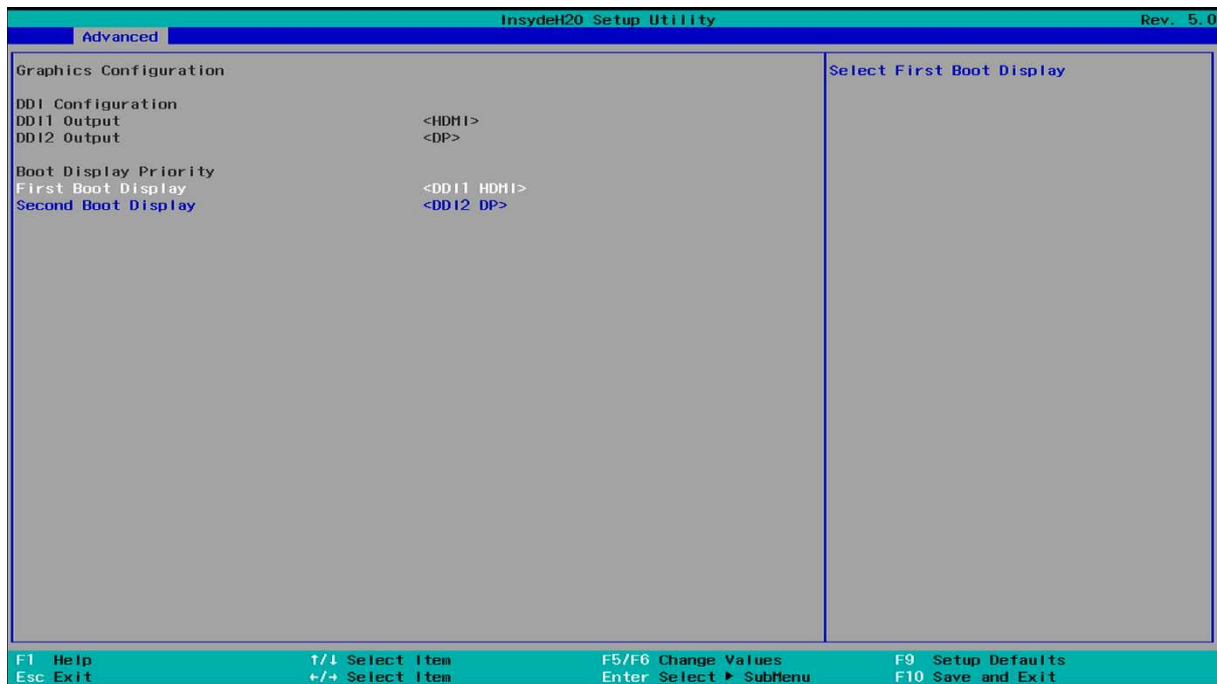 InsydeH20 Setup Utility Rev. 5.0
Advanced
Graphics Configuration Select First Boot Display
DDI Configuration
DDI1 Output <HDMI>
DDI2 Output <DP>
Boot Display Priority
First Boot Display <DDI1 HDMI>
Second Boot Display <DDI2 DP>
F1 Help ↑/↓ Select Item F5/F6 Change Values F9 Setup Defaults
Esc Exit ←/→ Select Item Enter Select ▶ SubMenu F10 Save and Exit